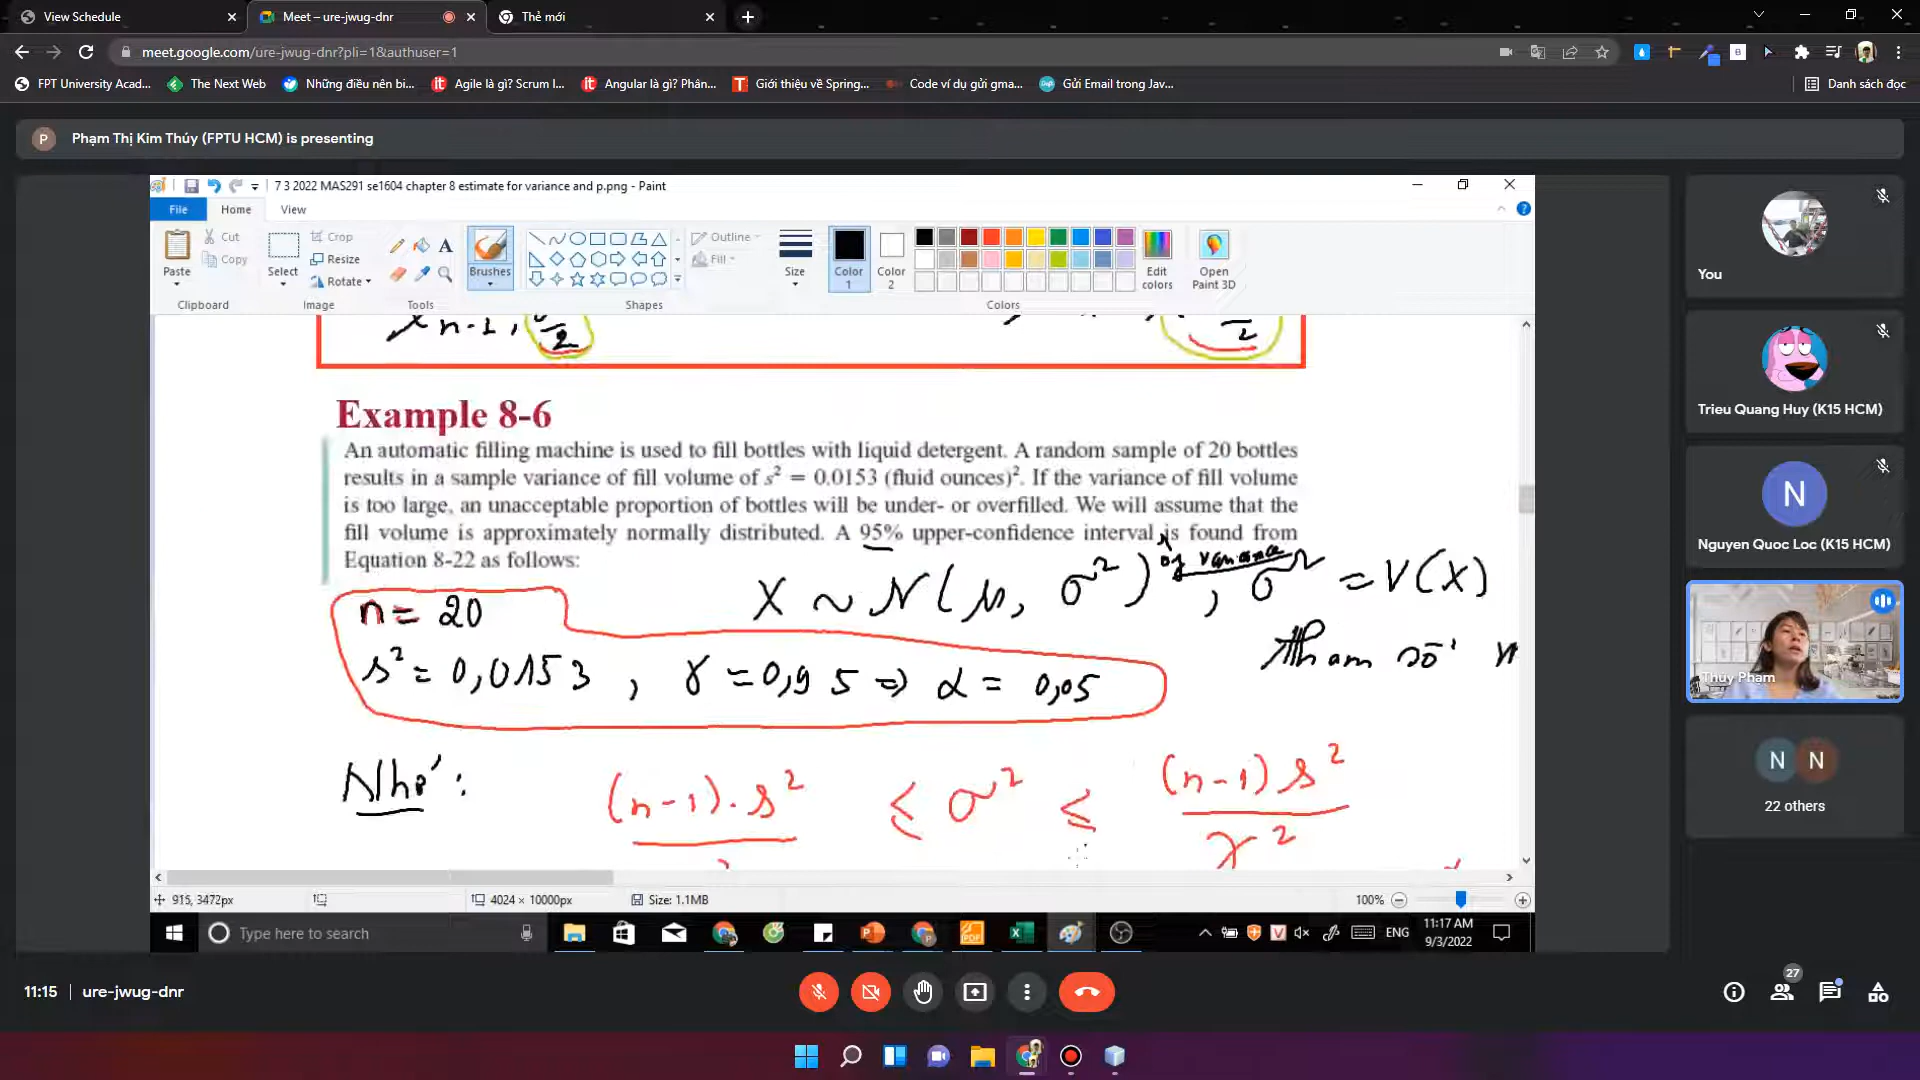 View Schedule
Meet – ure-jwug-dnr
Thẻ mới
meet.google.com/ure-jwug-dnr?pli=1&authuser=1
FPT University Acad...
The Next Web
Những điều nên bi...
Agile là gì? Scrum I...
Angular là gì? Phân...
Giới thiệu về Spring...
Code ví dụ gửi gma...
Gửi Email trong Jav...
Danh sách đọc
P
Phạm Thị Kim Thúy (FPTU HCM) is presenting
7 3 2022 MAS291 se1604 chapter 8 estimate for variance and p.png - Paint
File
Home
View
Paste
Cut
Copy
Clipboard
Select
Crop
Resize
Rotate
Image
A
Tools
Brushes
Outline
Fill
Shapes
Size
Color 1
Color 2
Edit colors
Open Paint 3D
Colors
n-1, 2
2
Example 8-6
An automatic filling machine is used to fill bottles with liquid detergent. A random sample of 20 bottles
results in a sample variance of fill volume of s² = 0.0153 (fluid ounces)². If the variance of fill volume
is too large, an unacceptable proportion of bottles will be under- or overfilled. We will assume that the
fill volume is approximately normally distributed. A 95% upper-confidence interval is found from
of variance
Equation 8-22 as follows:
X ~ N(μ, σ²), σ² = V(X)
n = 20
Tham số
s² = 0,0153 , γ = 0,95 ⇒ α = 0,05
Nhớ:
(n-1).s² ≤ σ² ≤ (n-1)s²
χ²
915, 3472px
4024 × 10000px
Size: 1.1MB
100%
Type here to search
ENG
11:17 AM
9/3/2022
You
Trieu Quang Huy (K15 HCM)
N
Nguyen Quoc Loc (K15 HCM)
Thuy Pham
N N
22 others
11:15 | ure-jwug-dnr
27